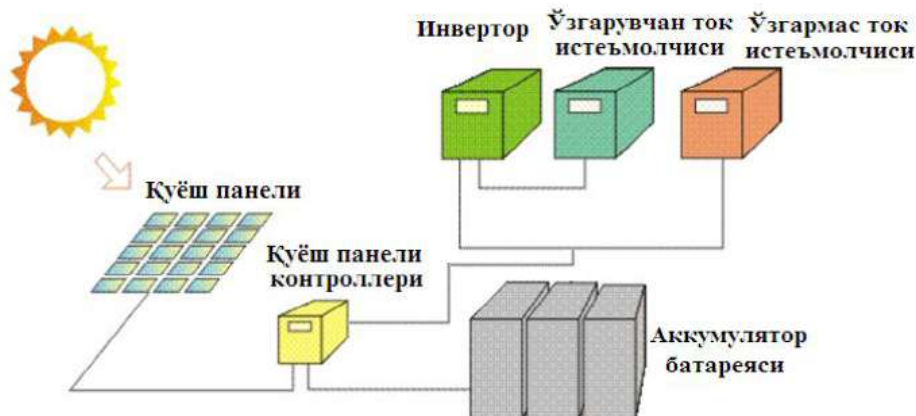 Инвертор
Ўзгарувчан ток
истеъмолчиси
Ўзгармас ток
истеъмолчиси
Қуёш панели
Қуёш панели
контроллери
Аккумулятор
батареяси